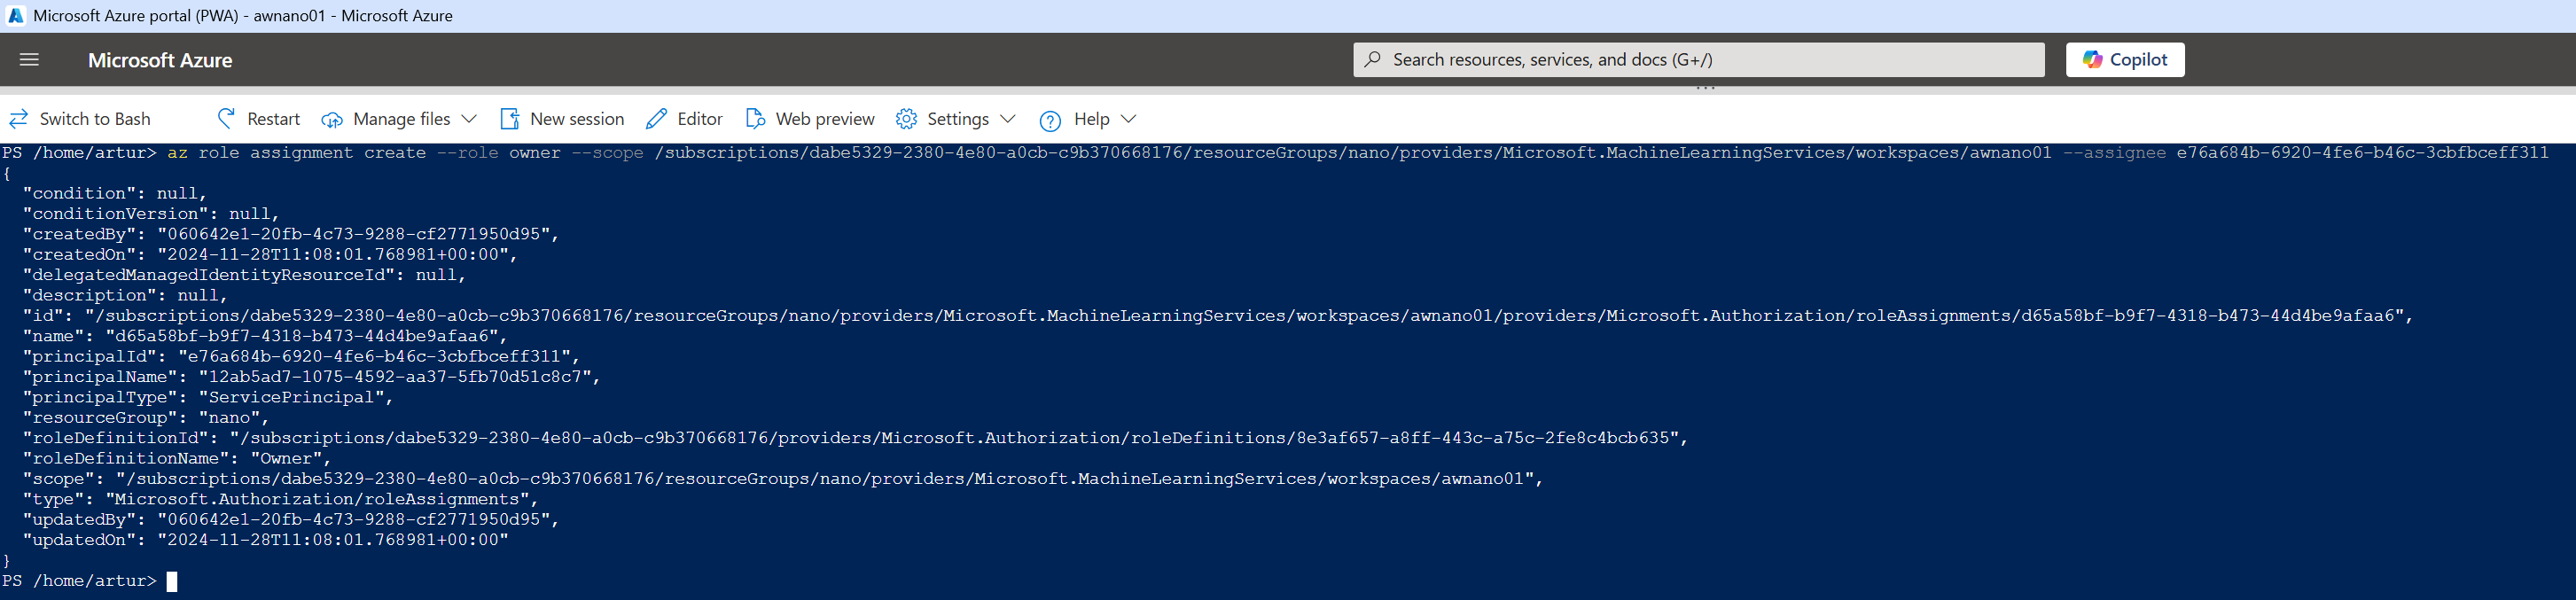 Microsoft Azure portal (PWA) - awnano01 - Microsoft Azure
Microsoft Azure
Search resources, services, and docs (G+/)
Copilot
Switch to Bash
Restart
Manage files
New session
Editor
Web preview
Settings
Help
PS /home/artur> az role assignment create --role owner --scope /subscriptions/dabe5329-2380-4e80-a0cb-c9b370668176/resourceGroups/nano/providers/Microsoft.MachineLearningServices/workspaces/awnano01 --assignee e76a684b-6920-4fe6-b46c-3cbfbceff311
{
  "condition": null,
  "conditionVersion": null,
  "createdBy": "060642e1-20fb-4c73-9288-cf2771950d95",
  "createdOn": "2024-11-28T11:08:01.768981+00:00",
  "delegatedManagedIdentityResourceId": null,
  "description": null,
  "id": "/subscriptions/dabe5329-2380-4e80-a0cb-c9b370668176/resourceGroups/nano/providers/Microsoft.MachineLearningServices/workspaces/awnano01/providers/Microsoft.Authorization/roleAssignments/d65a58bf-b9f7-4318-b473-44d4be9afaa6",
  "name": "d65a58bf-b9f7-4318-b473-44d4be9afaa6",
  "principalId": "e76a684b-6920-4fe6-b46c-3cbfbceff311",
  "principalName": "12ab5ad7-1075-4592-aa37-5fb70d51c8c7",
  "principalType": "ServicePrincipal",
  "resourceGroup": "nano",
  "roleDefinitionId": "/subscriptions/dabe5329-2380-4e80-a0cb-c9b370668176/providers/Microsoft.Authorization/roleDefinitions/8e3af657-a8ff-443c-a75c-2fe8c4bcb635",
  "roleDefinitionName": "Owner",
  "scope": "/subscriptions/dabe5329-2380-4e80-a0cb-c9b370668176/resourceGroups/nano/providers/Microsoft.MachineLearningServices/workspaces/awnano01",
  "type": "Microsoft.Authorization/roleAssignments",
  "updatedBy": "060642e1-20fb-4c73-9288-cf2771950d95",
  "updatedOn": "2024-11-28T11:08:01.768981+00:00"
}
PS /home/artur>